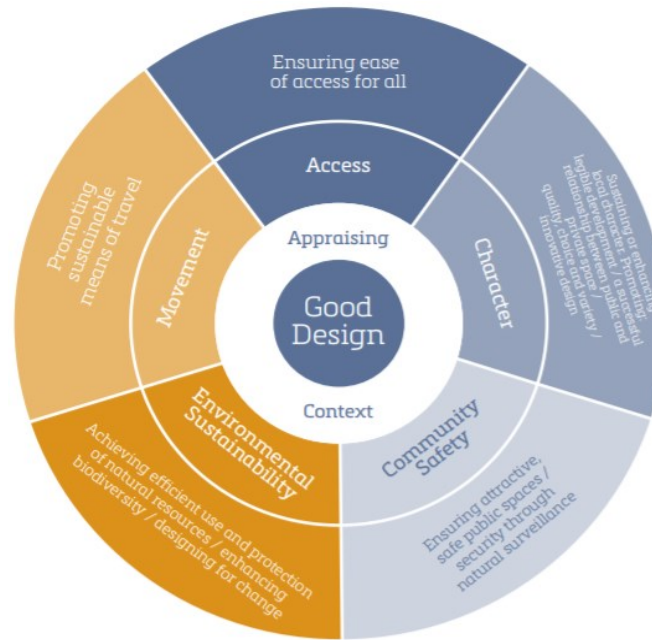 Ensuring ease
of access for all
Access
Sustaining or enhancing
local character. Promoting:
legible development / a successful
relationship between public and
private space /
quality, choice and variety /
innovative design
Character
Ensuring attractive,
safe public spaces /
security through
natural surveillance
Community
Safety
Achieving efficient use and protection
of natural resources / enhancing
biodiversity / designing for change
Environmental
Sustainability
Promoting
sustainable
means of travel
Movement
Appraising
Good
Design
Context